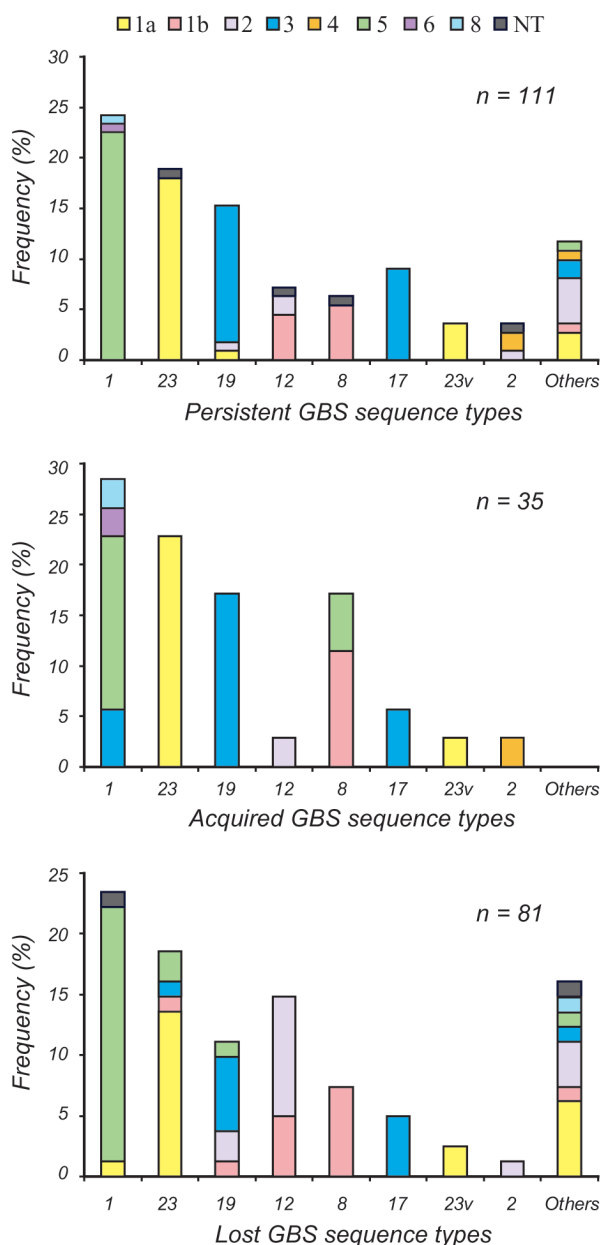 1a 1b 2 3 4 5 6 8 NT
30
25
20
15
10
5
0
Frequency (%)
n = 111
1 23 19 12 8 17 23v 2 Others
Persistent GBS sequence types
30
25
20
15
10
5
0
Frequency (%)
n = 35
1 23 19 12 8 17 23v 2 Others
Acquired GBS sequence types
25
20
15
10
5
0
Frequency (%)
n = 81
1 23 19 12 8 17 23v 2 Others
Lost GBS sequence types